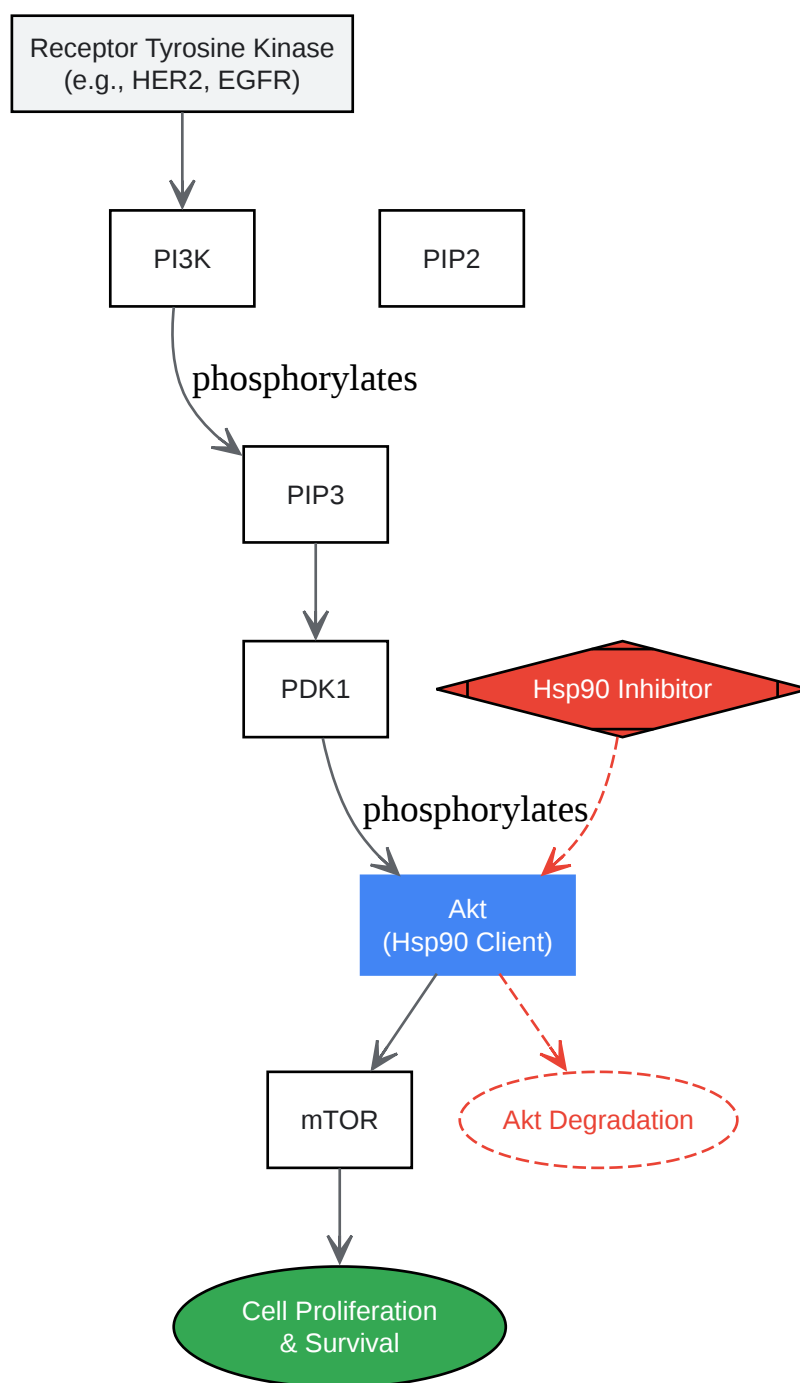 Receptor Tyrosine Kinase
(e.g., HER2, EGFR)
PI3K
PIP2
phosphorylates
PIP3
PDK1
Hsp90 Inhibitor
phosphorylates
Akt
(Hsp90 Client)
mTOR
Akt Degradation
Cell Proliferation
& Survival